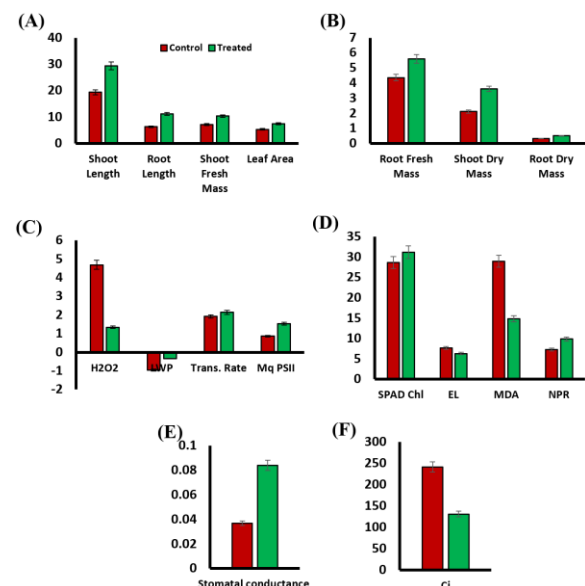 (A)
40
30
20
10
0
Control Treated
Shoot Length
Root Length
Shoot Fresh Mass
Leaf Area
(B)
7
6
5
4
3
2
1
0
Root Fresh Mass
Shoot Dry Mass
Root Dry Mass
(C)
6
5
4
3
2
1
0
-1
-2
H2O2
Trans. Rate
Mq PSII
(D)
35
30
25
20
15
10
5
0
SPAD Chl
EL
MDA
NPR
(E)
0.1
0.08
0.06
0.04
0.02
0
Stomatal conductance
(F)
300
250
200
150
100
50
0
Ci